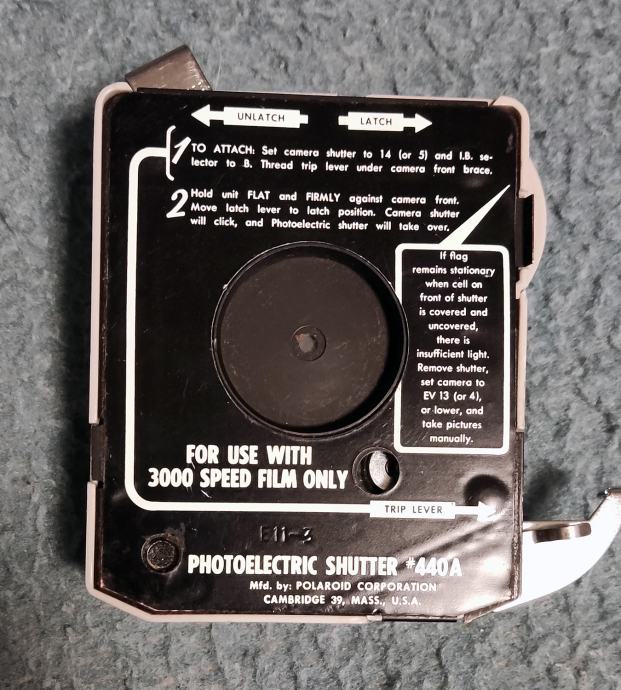 UNLATCH LATCH
1 TO ATTACH: Set camera shutter to 14 (or 5) and I.B. se-
lector to B. Thread trip lever under camera front brace.
2 Hold unit FLAT and FIRMLY against camera front.
Move latch lever to latch position. Camera shutter
will click, and Photoelectric shutter will take over.
If flag
remains stationary
when cell on
front of shutter
is covered and
uncovered,
there is
insufficient light.
Remove shutter,
set camera to
EV 13 (or 4),
or lower, and
take pictures
manually.
FOR USE WITH
3000 SPEED FILM ONLY
TRIP LEVER
E11-3
PHOTOELECTRIC SHUTTER #440A
Mfd. by: POLAROID CORPORATION
CAMBRIDGE 39, MASS., U.S.A.